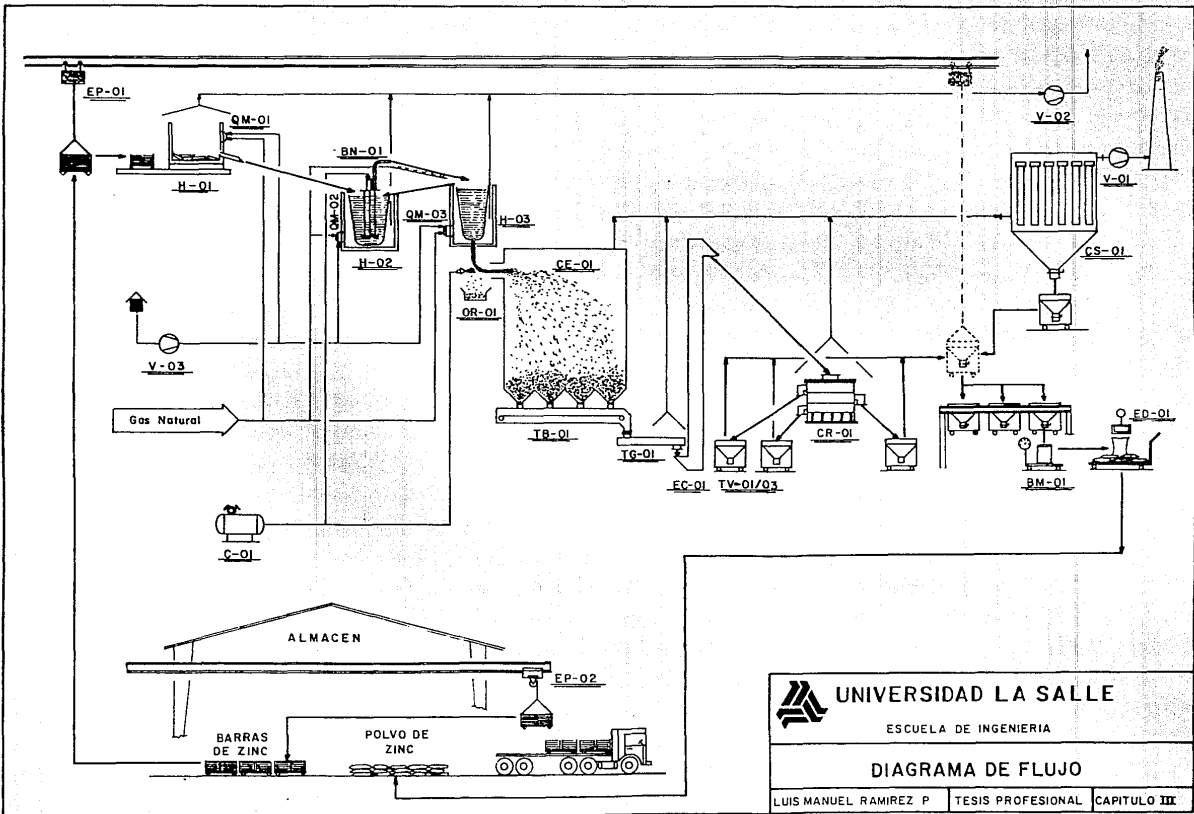 EP-01
QM-01
H-01
BN-01
QM-02
H-02
QM-03
H-03
V-02
V-01
CS-01
CE-01
OR-01
V-03
Gas Natural
TB-01
TG-01
EC-01
TV-01/03
CR-01
ED-01
BM-01
C-01
ALMACEN
EP-02
BARRAS
DE ZINC
POLVO DE
ZINC
UNIVERSIDAD LA SALLE
ESCUELA DE INGENIERIA
DIAGRAMA DE FLUJO
LUIS MANUEL RAMIREZ P
TESIS PROFESIONAL
CAPITULO III